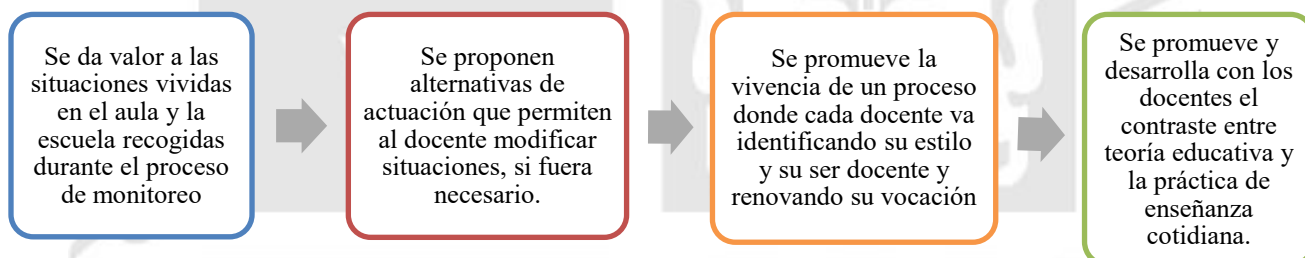 Se da valor a las
situaciones vividas
en el aula y la
escuela recogidas
durante el proceso
de monitoreo
Se proponen
alternativas de
actuación que permiten
al docente modificar
situaciones, si fuera
necesario.
Se promueve la
vivencia de un proceso
donde cada docente va
identificando su estilo
y su ser docente y
renovando su vocación
Se promueve y
desarrolla con los
docentes el
contraste entre
teoría educativa y
la práctica de
enseñanza
cotidiana.